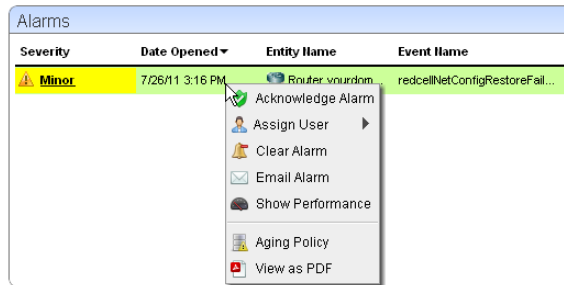 Alarms
Severity Date Opened Entity Name Event Name
Minor 7/26/11 3:16 PM Router yourdom... redcellNetConfigRestoreFail...
Acknowledge Alarm
Assign User
Clear Alarm
Email Alarm
Show Performance
Aging Policy
View as PDF